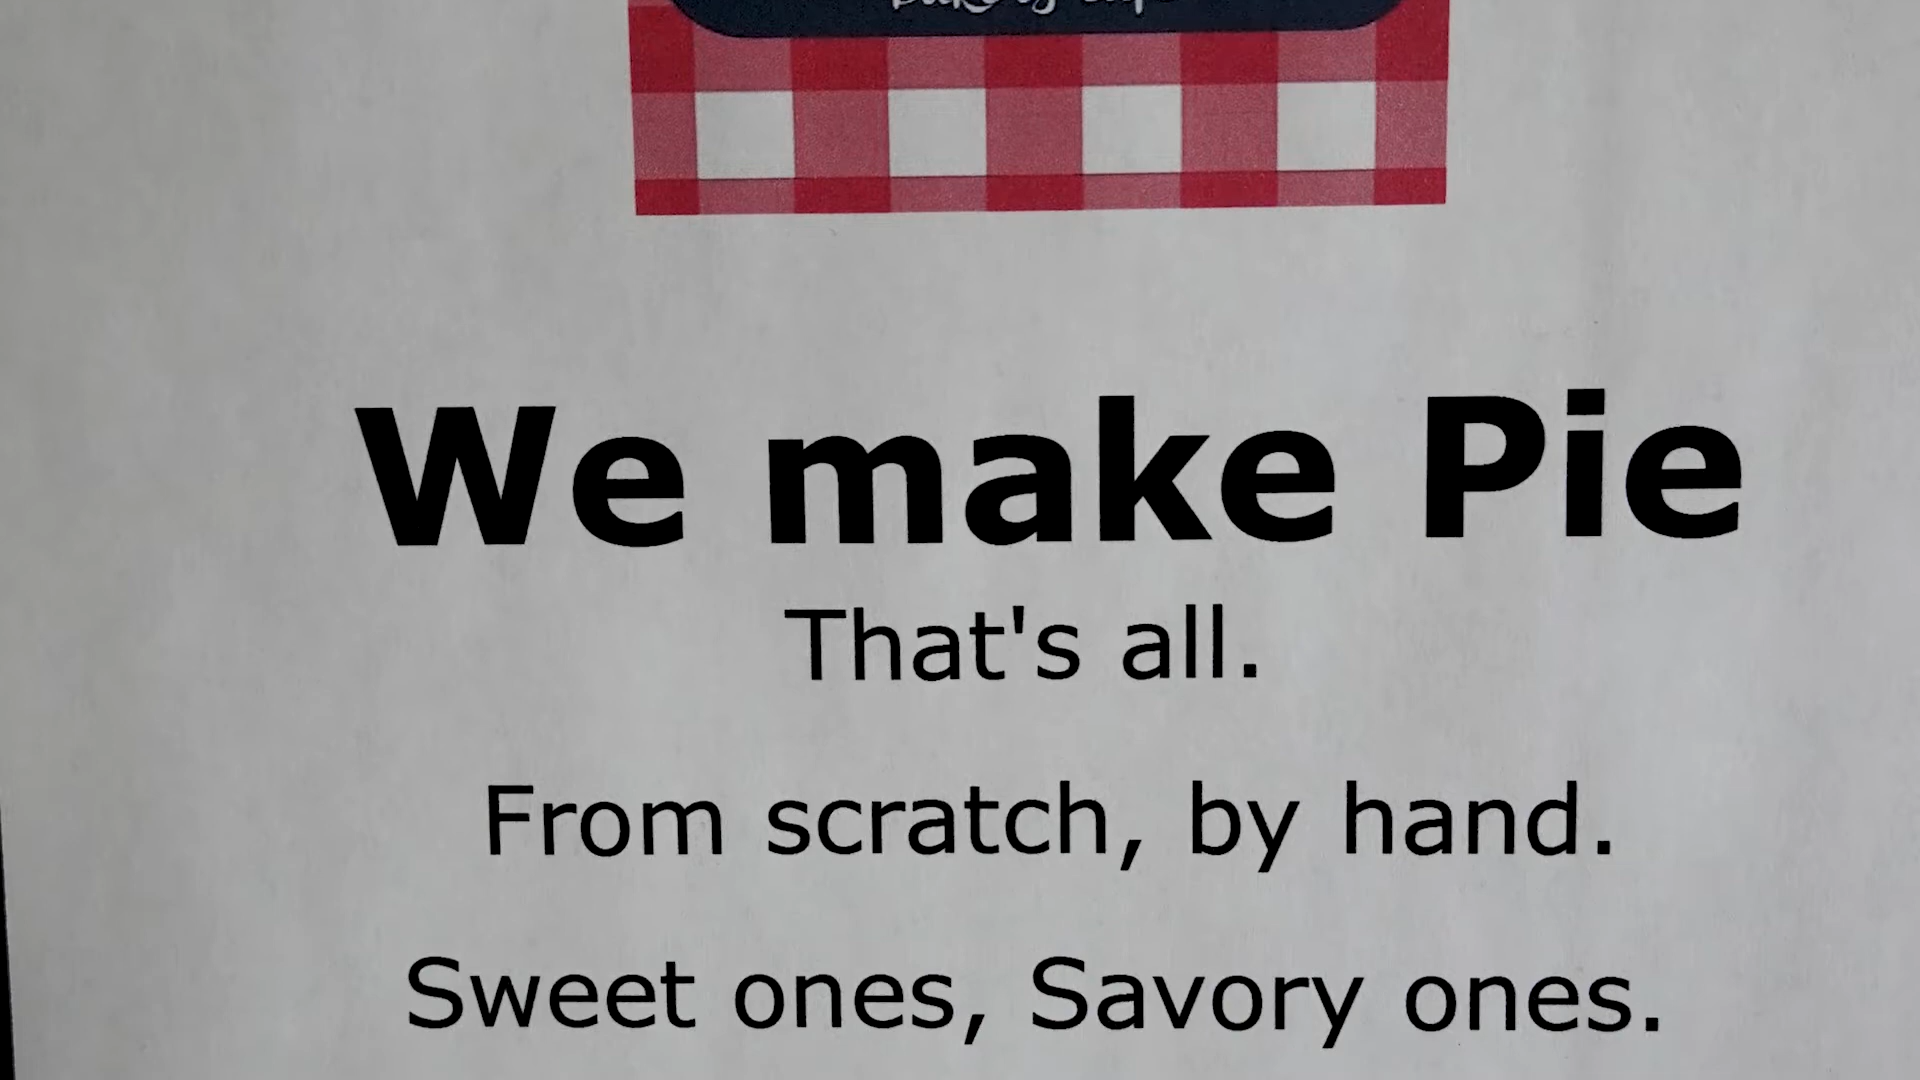 We make Pie
That's all.
From scratch, by hand.
Sweet ones, Savory ones.